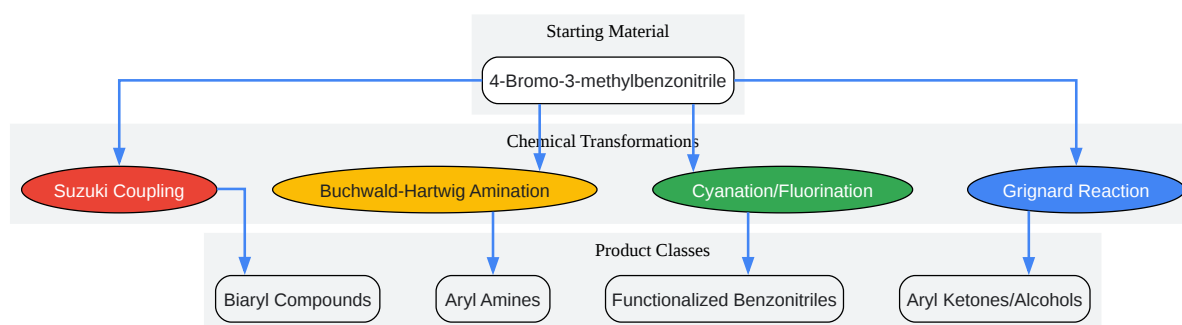 Starting Material
4-Bromo-3-methylbenzonitrile
Chemical Transformations
Suzuki Coupling
Buchwald-Hartwig Amination
Cyanation/Fluorination
Grignard Reaction
Product Classes
Biaryl Compounds
Aryl Amines
Functionalized Benzonitriles
Aryl Ketones/Alcohols